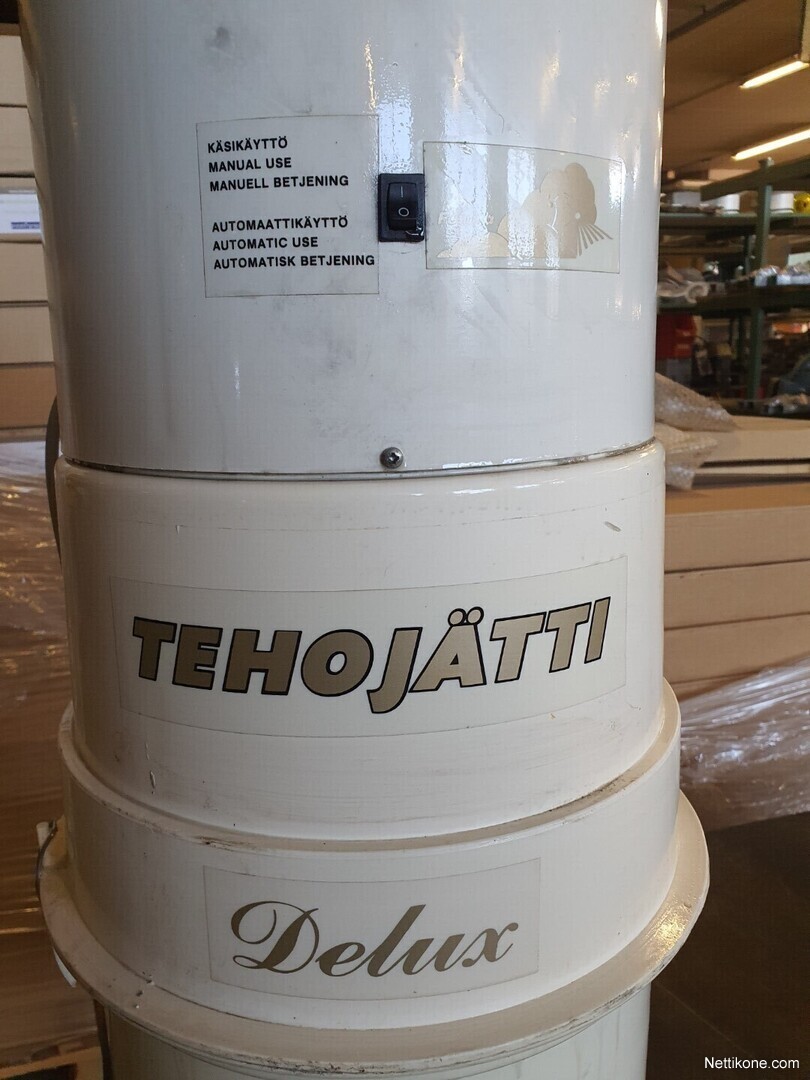 KÄSIKÄYTTÖ
MANUAL USE
MANUELL BETJENING
AUTOMAATTIKÄYTTÖ
AUTOMATIC USE
AUTOMATISK BETJENING
TEHOJÄTTI
Delux
Nettikone.com